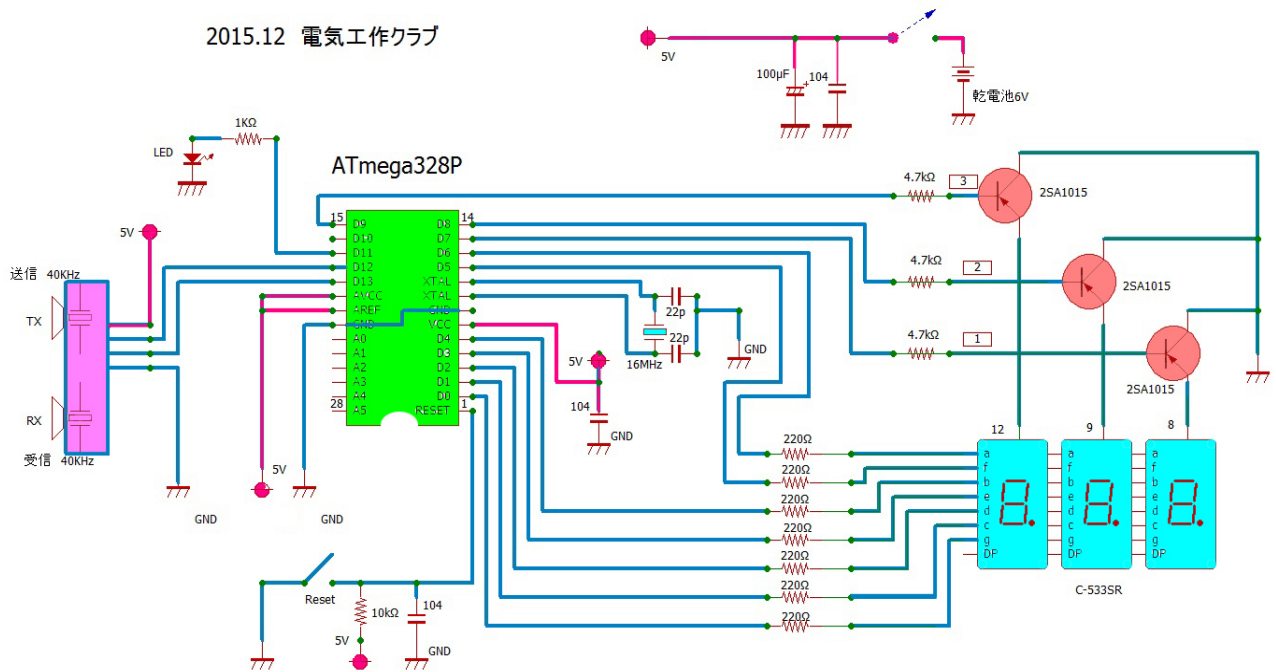 2015.12 電気工作クラブ
5V
100μF
+
104
乾電池6V
1KΩ
LED
ATmega328P
4.7kΩ
3
2SA1015
4.7kΩ
2
2SA1015
4.7kΩ
1
2SA1015
15
D9
D10
D11
D12
D13
AVCC
AREF
GND
A0
A1
A2
A3
A4
28
A5
14
D8
D7
D6
D5
XTAL
XTAL
GND
VCC
D4
D3
D2
D1
D0
RESET
1
5V
送信 40KHz
TX
RX
受信 40KHz
GND
5V
GND
22p
22p
16MHz
GND
5V
104
GND
Reset
10kΩ
104
5V
GND
220Ω
220Ω
220Ω
220Ω
220Ω
220Ω
220Ω
12
9
8
a
f
b
e
d
c
g
DP
8.
a
f
b
e
d
c
g
DP
8.
a
f
b
e
d
c
g
DP
8.
C-533SR